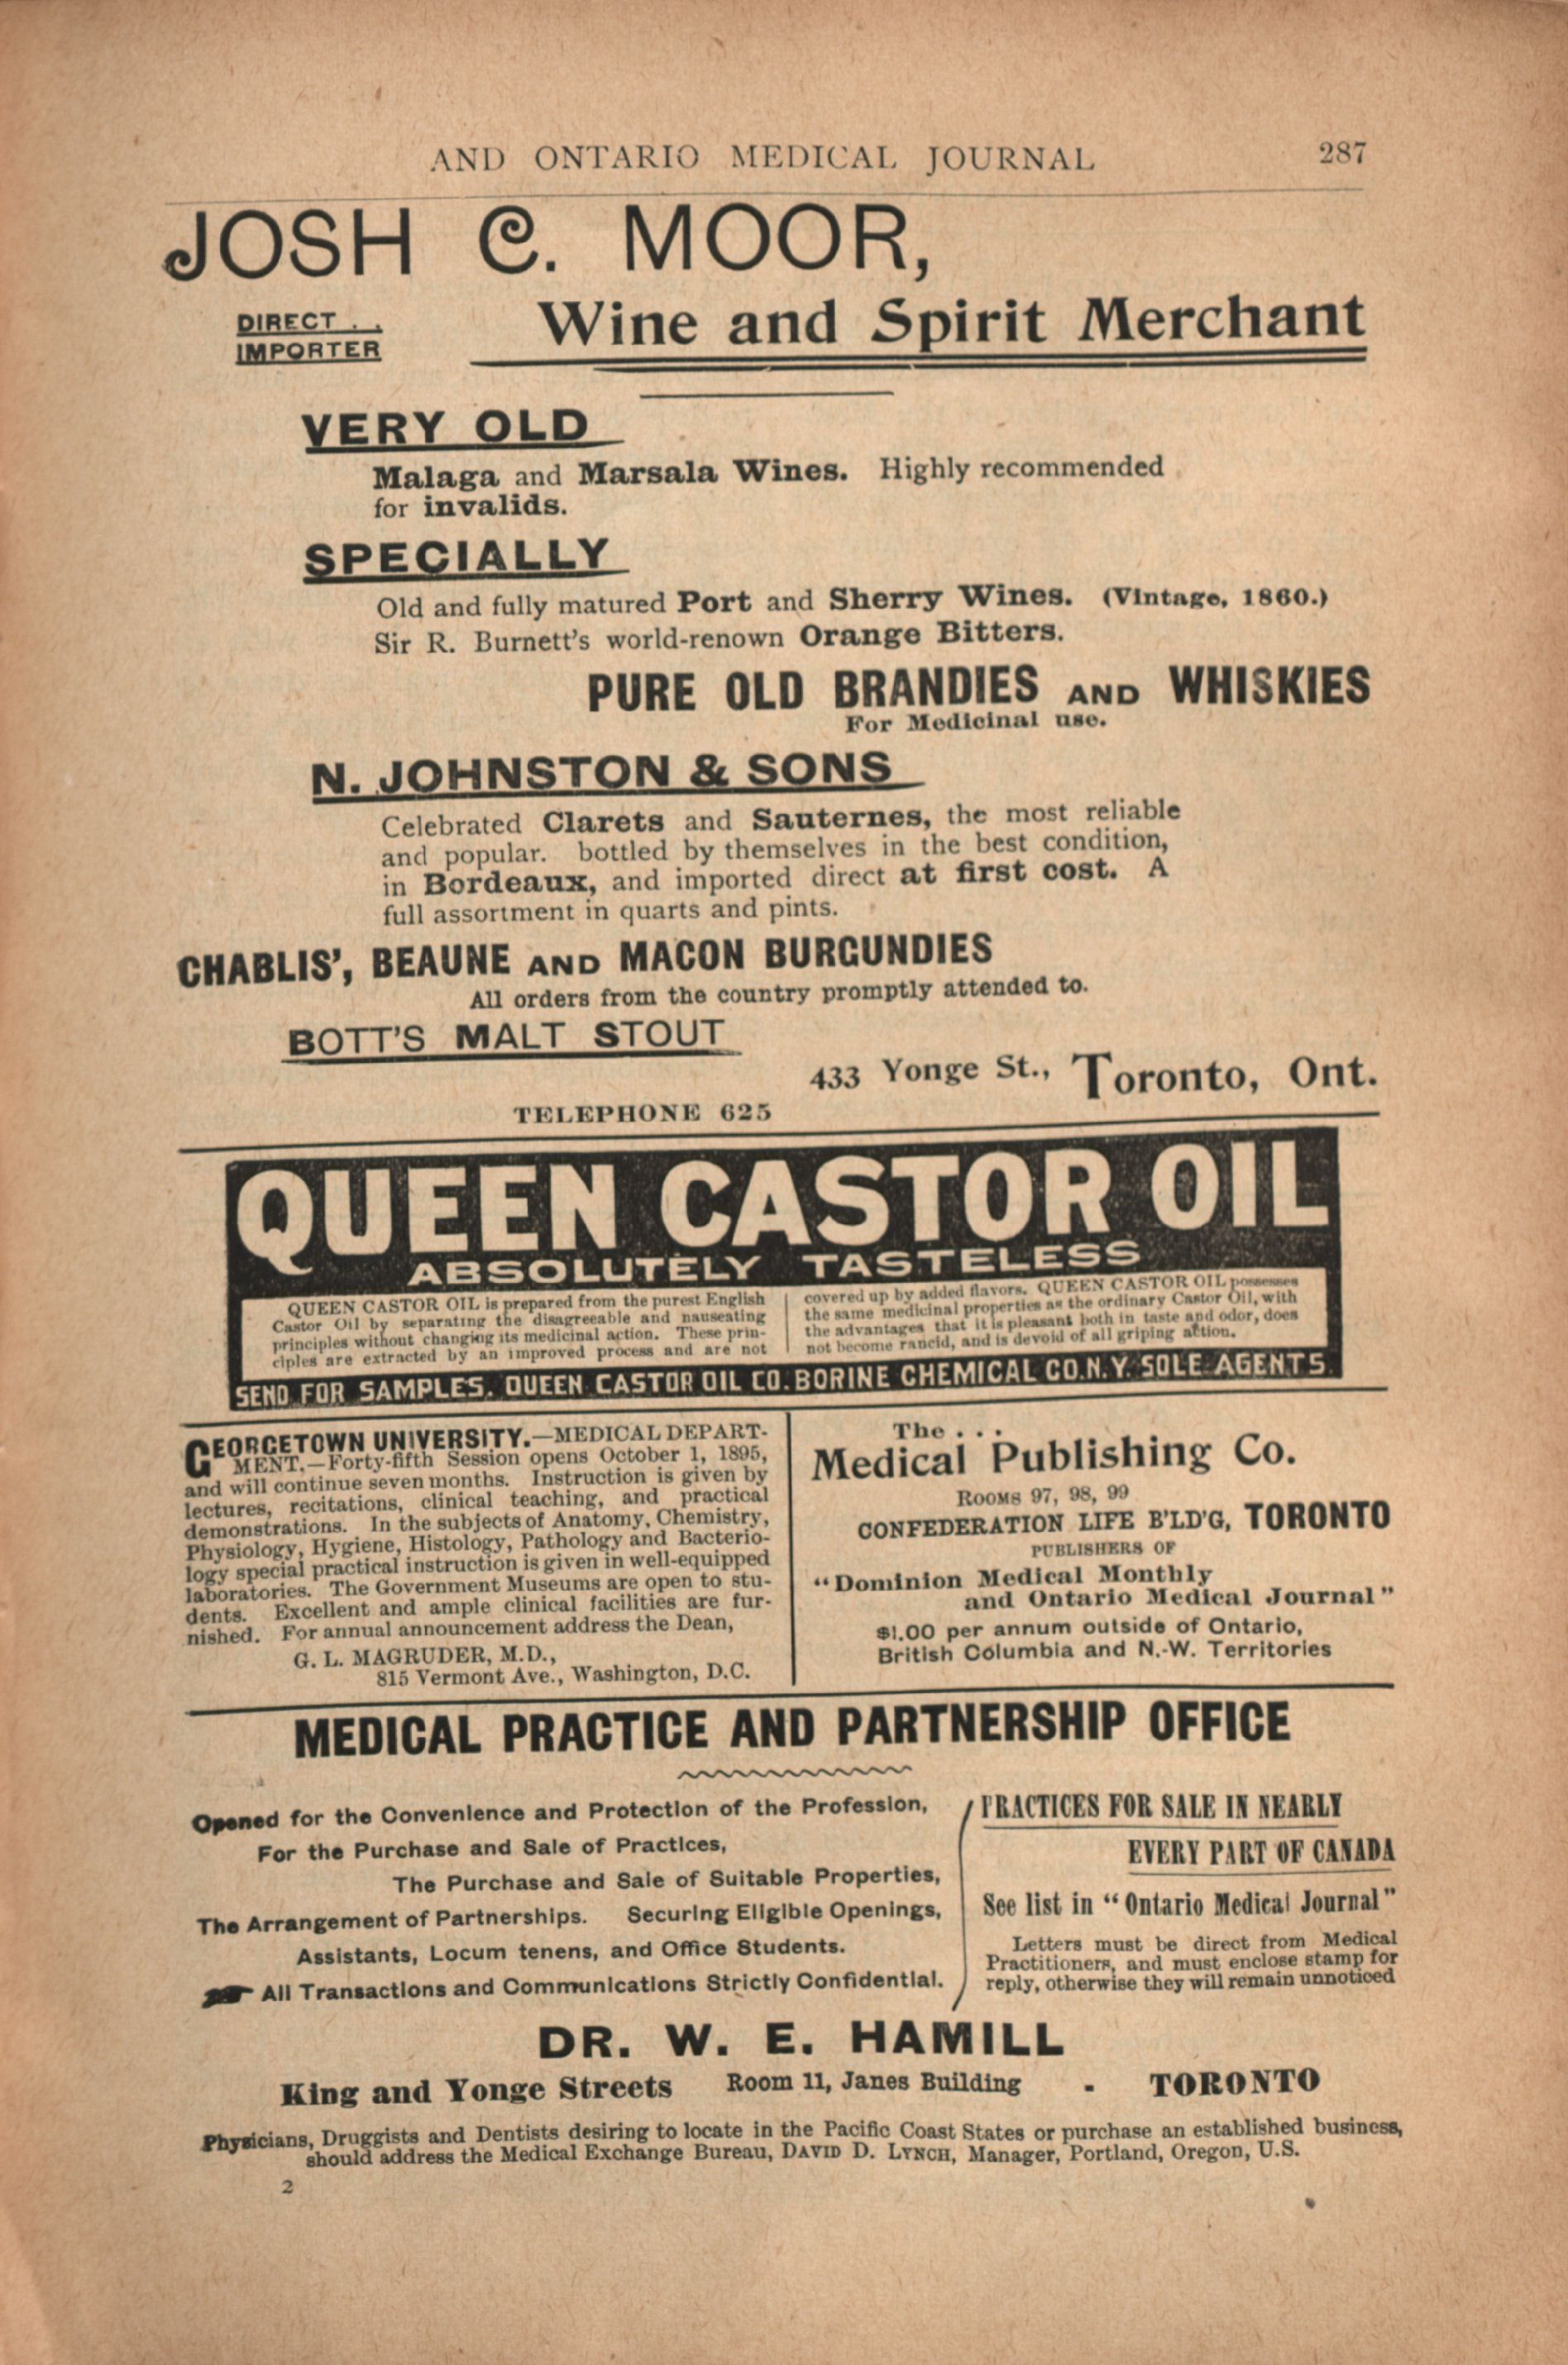 AND ONTARIO MEDICAL JOURNAL 287
JOSH C. MOOR,
DIRECT . .
IMPORTER
Wine and Spirit Merchant
VERY OLD
Malaga and Marsala Wines. Highly recommended
for invalids.
SPECIALLY
Old and fully matured Port and Sherry Wines. (Vintage, 1860.)
Sir R. Burnett's world-renown Orange Bitters.
PURE OLD BRANDIES AND WHISKIES
For Medicinal use.
N. JOHNSTON & SONS
Celebrated Clarets and Sauternes, the most reliable
and popular. bottled by themselves in the best condition,
in Bordeaux, and imported direct at first cost. A
full assortment in quarts and pints.
CHABLIS', BEAUNE AND MACON BURGUNDIES
All orders from the country promptly attended to.
BOTT'S MALT STOUT
433 Yonge St., Toronto, Ont.
TELEPHONE 625
QUEEN CASTOR OIL
ABSOLUTELY TASTELESS
QUEEN CASTOR OIL is prepared from the purest English
Castor Oil by separating the disagreeable and nauseating
principles without changing its medicinal action. These prin-
ciples are extracted by an improved process and are not
covered up by added flavors. QUEEN CASTOR OIL possesses
the same medicinal properties as the ordinary Castor Oil, with
the advantages that it is pleasant both in taste and odor, does
not become rancid, and is devoid of all griping action.
SEND FOR SAMPLES. QUEEN CASTOR OIL CO. BORINE CHEMICAL CO. N.Y. SOLE AGENTS.
GEORGETOWN UNIVERSITY.—MEDICAL DEPART-
MENT.—Forty-fifth Session opens October 1, 1895,
and will continue seven months. Instruction is given by
lectures, recitations, clinical teaching, and practical
demonstrations. In the subjects of Anatomy, Chemistry,
Physiology, Hygiene, Histology, Pathology and Bacterio-
logy special practical instruction is given in well-equipped
laboratories. The Government Museums are open to stu-
dents. Excellent and ample clinical facilities are fur-
nished. For annual announcement address the Dean,
G. L. MAGRUDER, M.D.,
815 Vermont Ave., Washington, D.C.
The . . .
Medical Publishing Co.
ROOMS 97, 98, 99
CONFEDERATION LIFE B'LD'G, TORONTO
PUBLISHERS OF
"Dominion Medical Monthly
and Ontario Medical Journal"
$1.00 per annum outside of Ontario,
British Columbia and N.-W. Territories
MEDICAL PRACTICE AND PARTNERSHIP OFFICE
Opened for the Convenience and Protection of the Profession,
For the Purchase and Sale of Practices,
The Purchase and Sale of Suitable Properties,
The Arrangement of Partnerships. Securing Eligible Openings,
Assistants, Locum tenens, and Office Students.
All Transactions and Communications Strictly Confidential.
PRACTICES FOR SALE IN NEARLY
EVERY PART OF CANADA
See list in "Ontario Medical Journal"
Letters must be direct from Medical
Practitioners, and must enclose stamp for
reply, otherwise they will remain unnoticed
DR. W. E. HAMILL
King and Yonge Streets Room 11, Janes Building - TORONTO
Physicians, Druggists and Dentists desiring to locate in the Pacific Coast States or purchase an established business,
should address the Medical Exchange Bureau, DAVID D. LYNCH, Manager, Portland, Oregon, U.S.
2